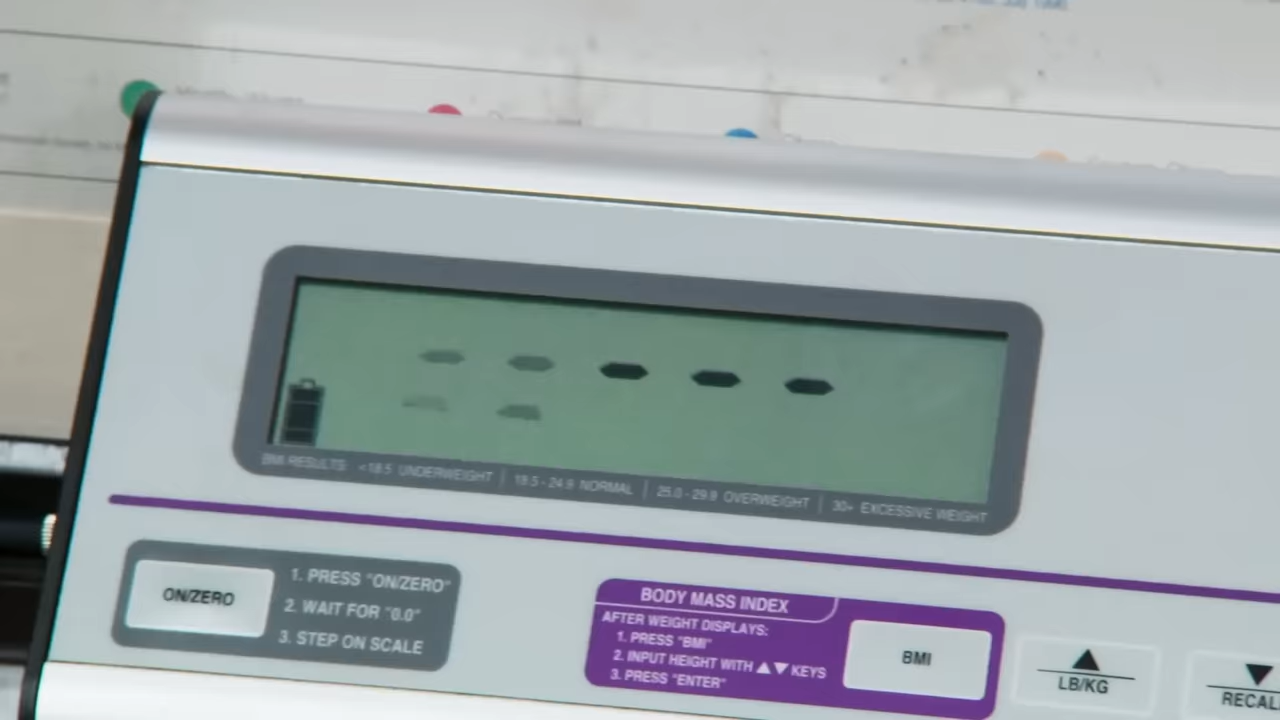 BMI RESULTS: <18.5 UNDERWEIGHT | 18.5 - 24.9 NORMAL | 25.0 - 29.9 OVERWEIGHT | 30+ EXCESSIVE WEIGHT
ON/ZERO
1. PRESS "ON/ZERO"
2. WAIT FOR "0.0"
3. STEP ON SCALE
BODY MASS INDEX
AFTER WEIGHT DISPLAYS:
1. PRESS "BMI"
2. INPUT HEIGHT WITH ▲▼ KEYS
3. PRESS "ENTER"
BMI
LB/KG